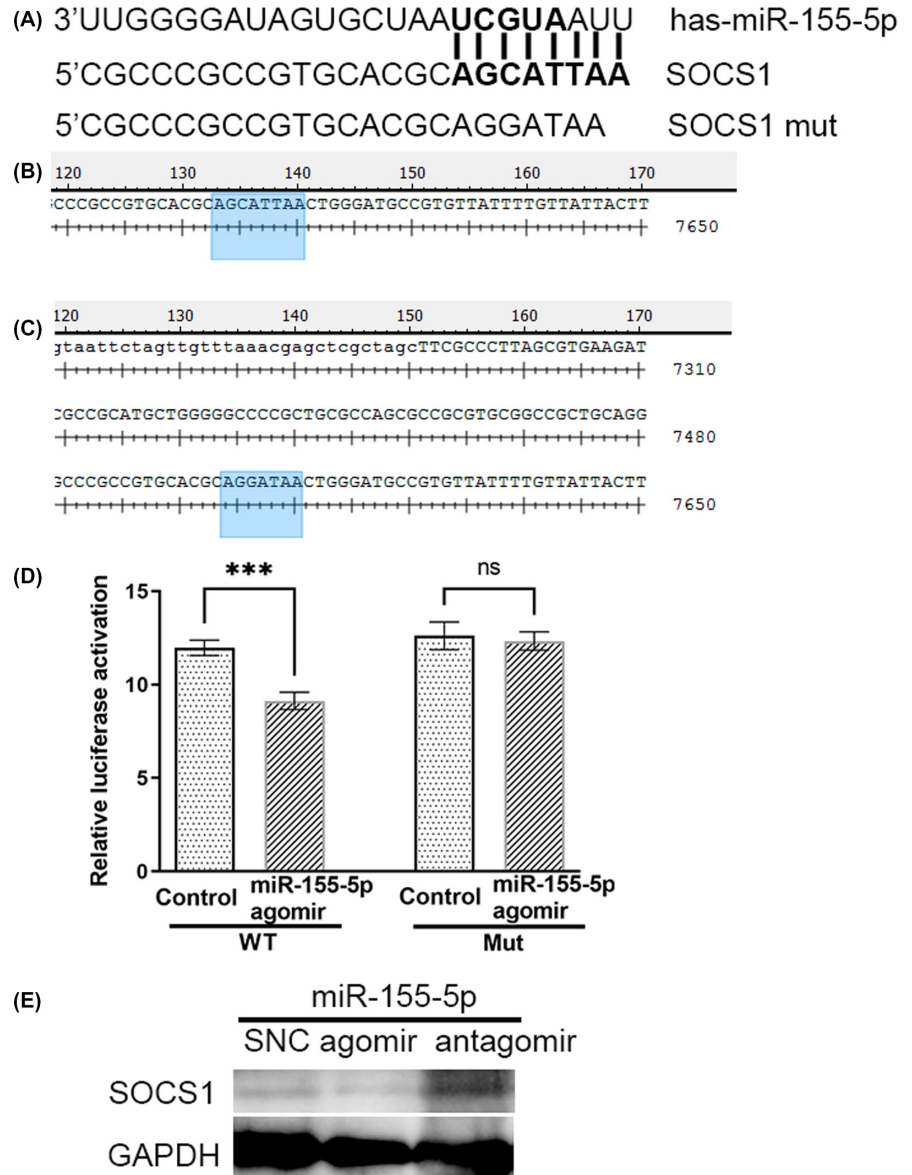 (A) 3'UUGGGGAUAGUGCUAAUCGUAAUU has-miR-155-5p
5'CGCCCGCCGTGCACGCAGCATTAA SOCS1
5'CGCCCGCCGTGCACGCAGGATAA SOCS1 mut
(B)
120 130 140 150 160 170
CCCGCCGTGCACGCAGCATTAACTGGGATGCCGTGTTATTTTGTTATTACTT
7650
(C)
120 130 140 150 160 170
gtaattctagttgtttaaacgagctcgctagcTTCGCCCTTAGCGTGAAGAT
7310
CGCCGCATGCTGGGGGCCCCGCTGCGCCAGCGCCGCGTGCGGCCGCTGCAGG
7480
GCCCGCCGTGCACGCAGGATAACTGGGATGCCGTGTTATTTTGTTATTACTT
7650
(D)
*** ns
Relative luciferase activation
15
10
5
0
Control miR-155-5p agomir Control miR-155-5p agomir
WT Mut
(E)
miR-155-5p
SNC agomir antagomir
SOCS1
GAPDH